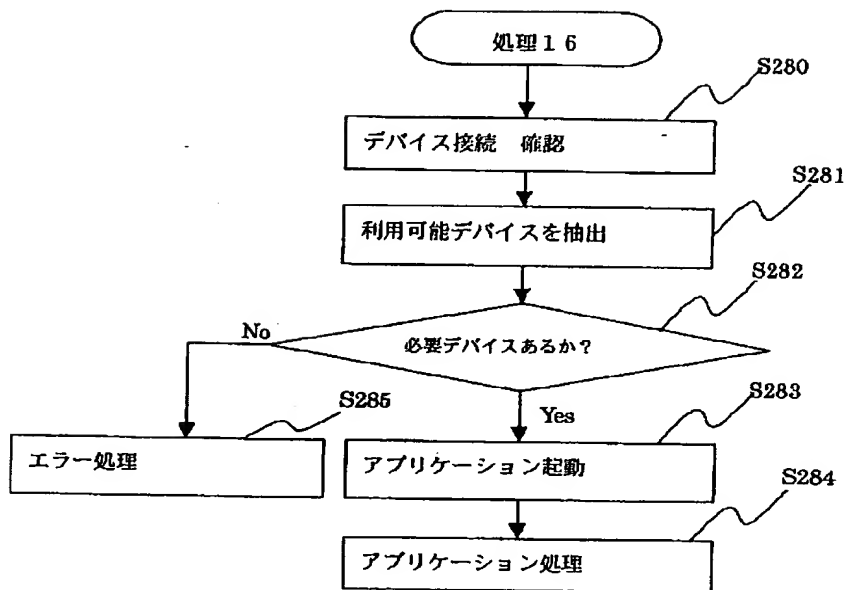 処理１６
S280
デバイス接続　確認
S281
利用可能デバイスを抽出
S282
No
必要デバイスあるか？
S285
Yes
S283
エラー処理
アプリケーション起動
S284
アプリケーション処理